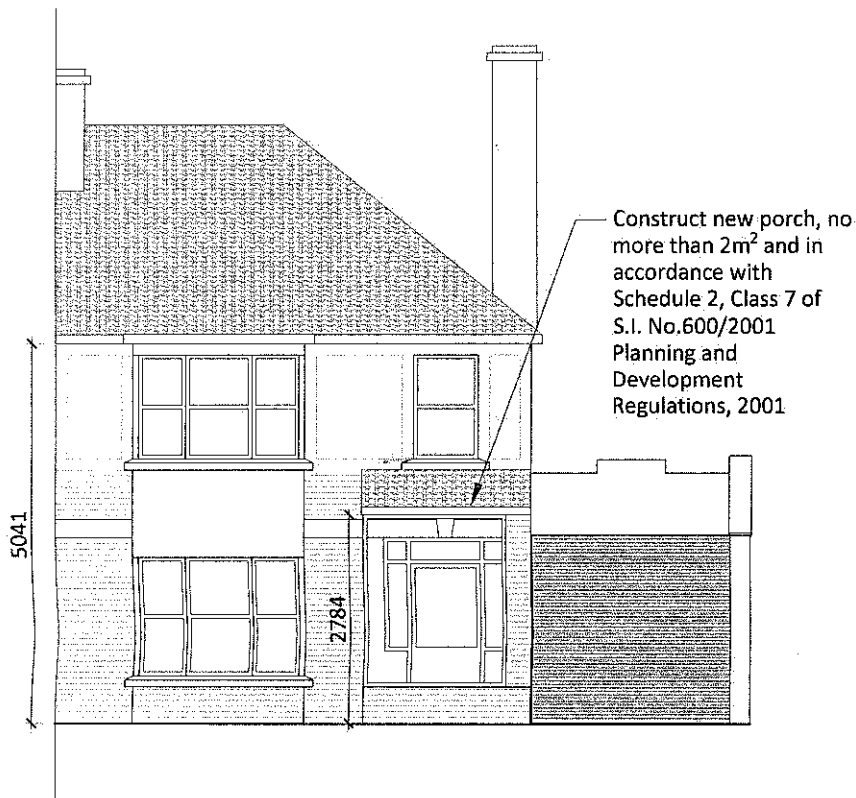 Construct new porch, no
more than 2m² and in
accordance with
Schedule 2, Class 7 of
S.I. No.600/2001
Planning and
Development
Regulations, 2001
5041
2784